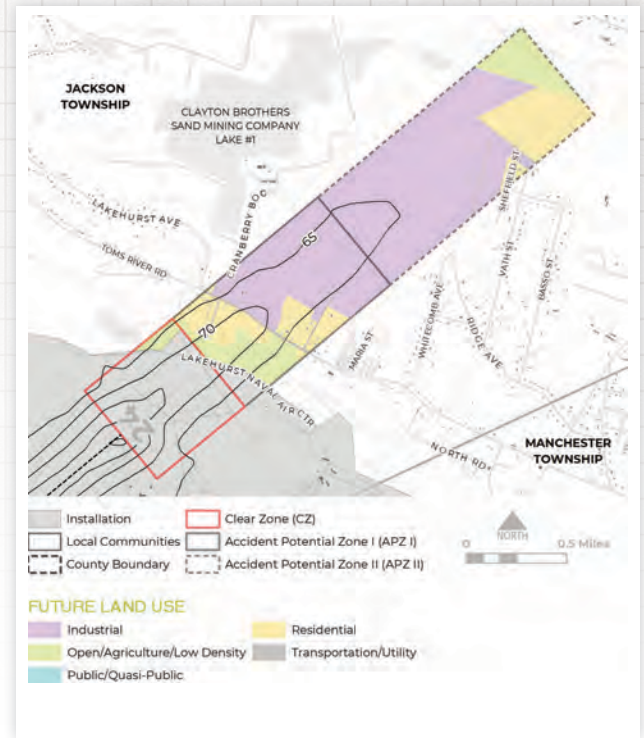 JACKSON
TOWNSHIP
CLAYTON BROTHERS
SAND MINING COMPANY
LAKE #1
LAKEHURST AVE
TOMS RIVER RD
CRANBERRY BOG
65
70
SHEFFIELD ST
VATH ST
BASSO ST
WHITECOMB AVE
RIDGE AVE
MARIA ST
LAKEHURST NAVAL AIR CTR
NORTH RD
MANCHESTER
TOWNSHIP
Installation
Local Communities
County Boundary
Clear Zone (CZ)
Accident Potential Zone I (APZ I)
Accident Potential Zone II (APZ II)
NORTH
0 0.5 Miles
FUTURE LAND USE
Industrial
Open/Agriculture/Low Density
Public/Quasi-Public
Residential
Transportation/Utility